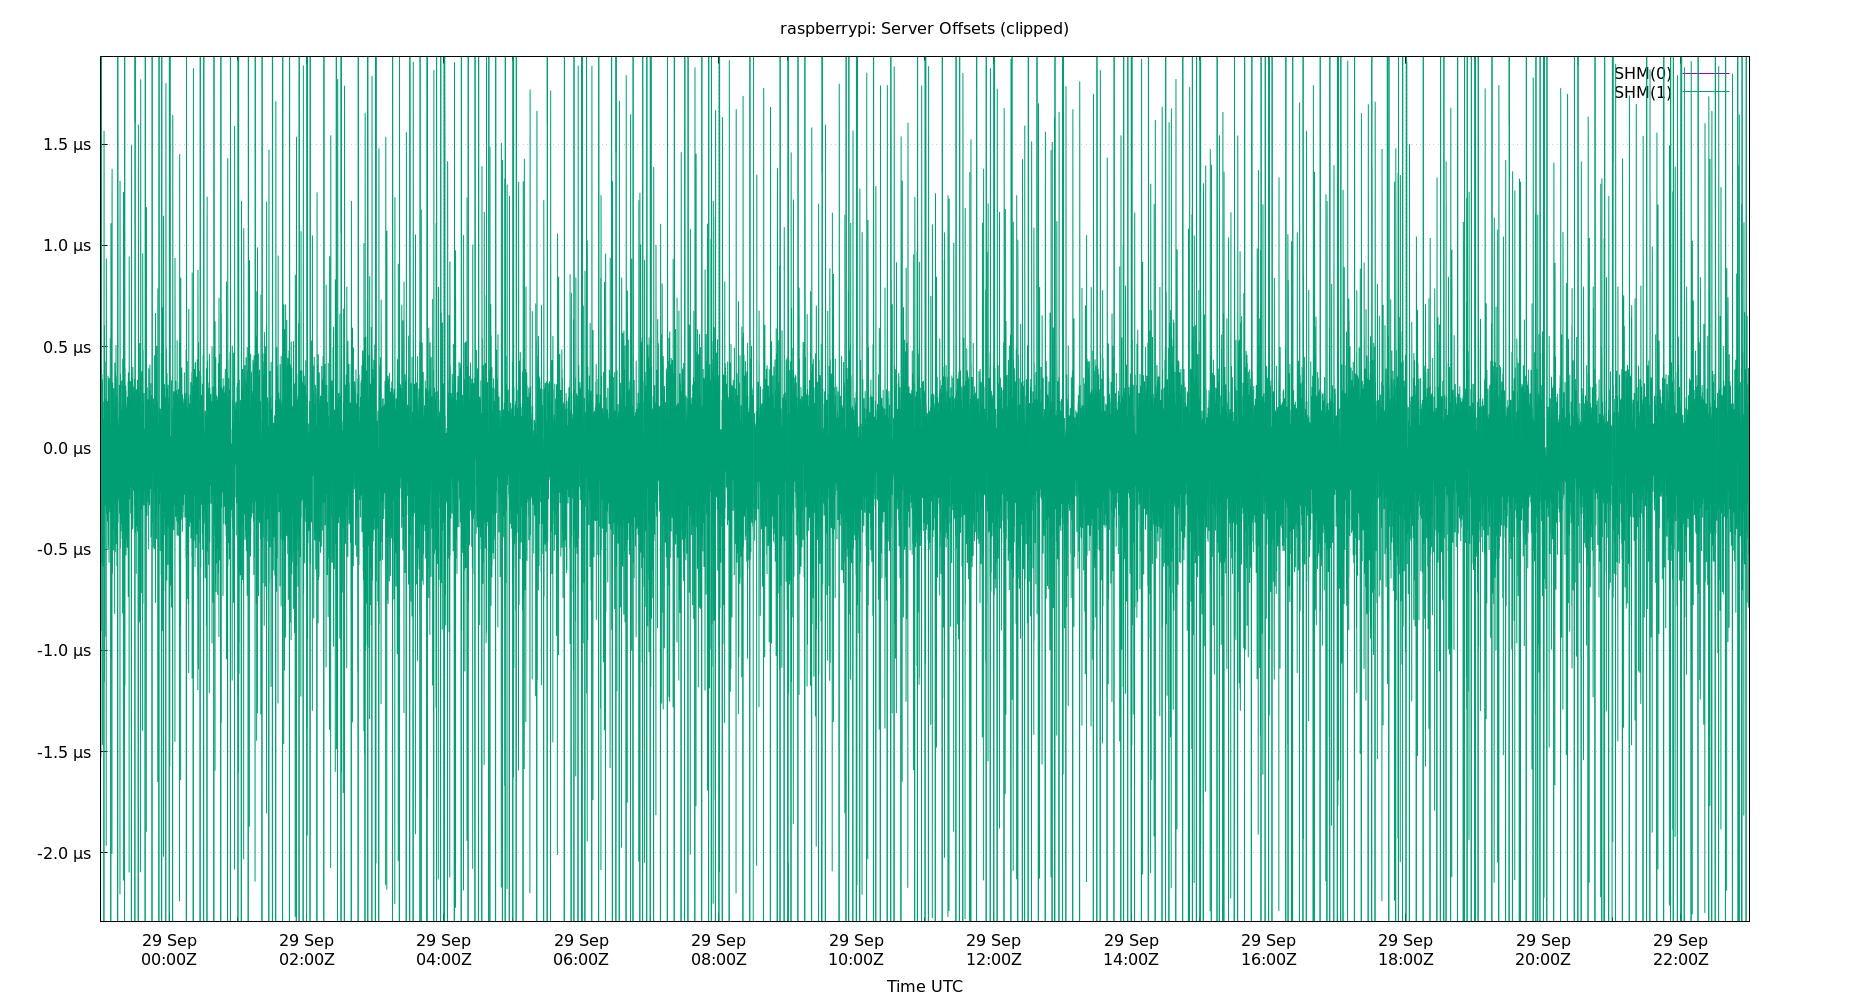 raspberrypi: Server Offsets (clipped)
SHM(0)
SHM(1)
1.5 µs
1.0 µs
0.5 µs
0.0 µs
-0.5 µs
-1.0 µs
-1.5 µs
-2.0 µs
29 Sep 29 Sep 29 Sep 29 Sep 29 Sep 29 Sep 29 Sep 29 Sep 29 Sep 29 Sep 29 Sep 29 Sep
00:00Z 02:00Z 04:00Z 06:00Z 08:00Z 10:00Z 12:00Z 14:00Z 16:00Z 18:00Z 20:00Z 22:00Z
Time UTC